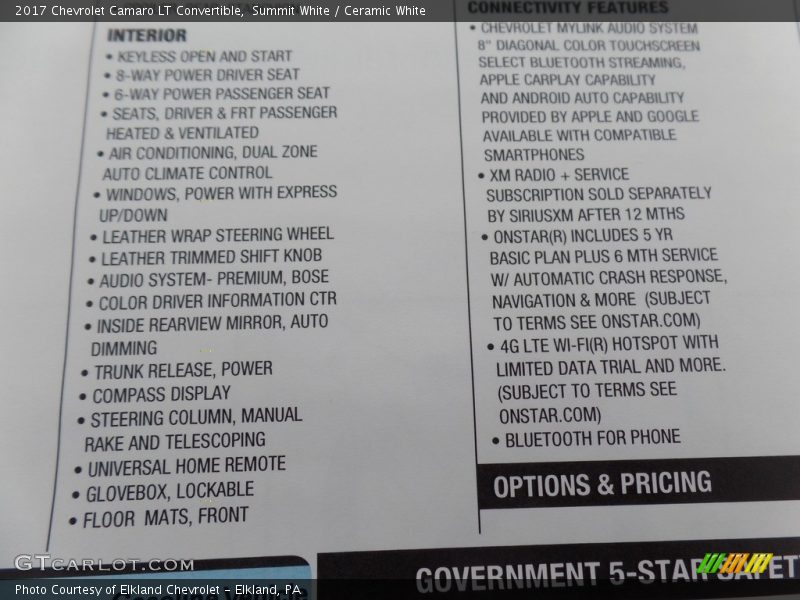 2017 Chevrolet Camaro LT Convertible, Summit White / Ceramic White
INTERIOR
• KEYLESS OPEN AND START
• 8-WAY POWER DRIVER SEAT
• 6-WAY POWER PASSENGER SEAT
• SEATS, DRIVER & FRT PASSENGER
HEATED & VENTILATED
• AIR CONDITIONING, DUAL ZONE
AUTO CLIMATE CONTROL
• WINDOWS, POWER WITH EXPRESS
UP/DOWN
• LEATHER WRAP STEERING WHEEL
• LEATHER TRIMMED SHIFT KNOB
• AUDIO SYSTEM- PREMIUM, BOSE
• COLOR DRIVER INFORMATION CTR
• INSIDE REARVIEW MIRROR, AUTO
DIMMING
• TRUNK RELEASE, POWER
• COMPASS DISPLAY
• STEERING COLUMN, MANUAL
RAKE AND TELESCOPING
• UNIVERSAL HOME REMOTE
• GLOVEBOX, LOCKABLE
• FLOOR MATS, FRONT
CONNECTIVITY FEATURES
• CHEVROLET MYLINK AUDIO SYSTEM
8" DIAGONAL COLOR TOUCHSCREEN
SELECT BLUETOOTH STREAMING,
APPLE CARPLAY CAPABILITY
AND ANDROID AUTO CAPABILITY
PROVIDED BY APPLE AND GOOGLE
AVAILABLE WITH COMPATIBLE
SMARTPHONES
• XM RADIO + SERVICE
SUBSCRIPTION SOLD SEPARATELY
BY SIRIUSXM AFTER 12 MTHS
• ONSTAR(R) INCLUDES 5 YR
BASIC PLAN PLUS 6 MTH SERVICE
W/ AUTOMATIC CRASH RESPONSE,
NAVIGATION & MORE (SUBJECT
TO TERMS SEE ONSTAR.COM)
• 4G LTE WI-FI(R) HOTSPOT WITH
LIMITED DATA TRIAL AND MORE.
(SUBJECT TO TERMS SEE
ONSTAR.COM)
• BLUETOOTH FOR PHONE
OPTIONS & PRICING
GOVERNMENT 5-STAR SAFET
GTCARLOT.COM
Photo Courtesy of Elkland Chevrolet - Elkland, PA